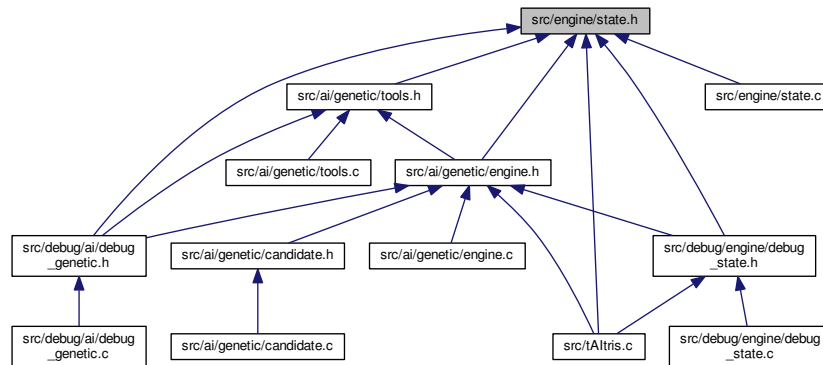 src/engine/state.h
src/ai/genetic/tools.h
src/engine/state.c
src/ai/genetic/tools.c
src/ai/genetic/engine.h
src/debug/ai/debug
_genetic.h
src/ai/genetic/candidate.h
src/ai/genetic/engine.c
src/debug/engine/debug
_state.h
src/debug/ai/debug
_genetic.c
src/ai/genetic/candidate.c
src/tAItris.c
src/debug/engine/debug
_state.c